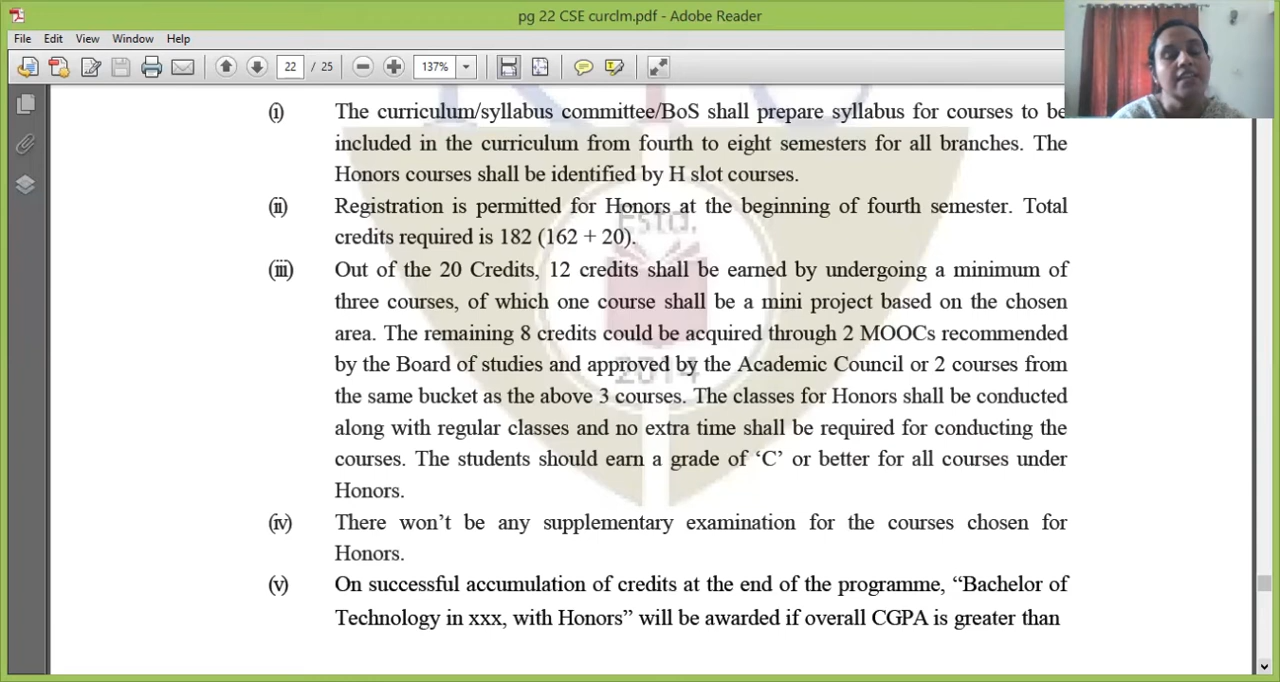 pg 22 CSE curclm.pdf - Adobe Reader
File Edit View Window Help
22 / 25 137%
(i) The curriculum/syllabus committee/BoS shall prepare syllabus for courses to be
included in the curriculum from fourth to eight semesters for all branches. The
Honors courses shall be identified by H slot courses.
(ii) Registration is permitted for Honors at the beginning of fourth semester. Total
credits required is 182 (162 + 20).
(iii) Out of the 20 Credits, 12 credits shall be earned by undergoing a minimum of
three courses, of which one course shall be a mini project based on the chosen
area. The remaining 8 credits could be acquired through 2 MOOCs recommended
by the Board of studies and approved by the Academic Council or 2 courses from
the same bucket as the above 3 courses. The classes for Honors shall be conducted
along with regular classes and no extra time shall be required for conducting the
courses. The students should earn a grade of ‘C’ or better for all courses under
Honors.
(iv) There won’t be any supplementary examination for the courses chosen for
Honors.
(v) On successful accumulation of credits at the end of the programme, “Bachelor of
Technology in xxx, with Honors” will be awarded if overall CGPA is greater than
ESTD.
2014